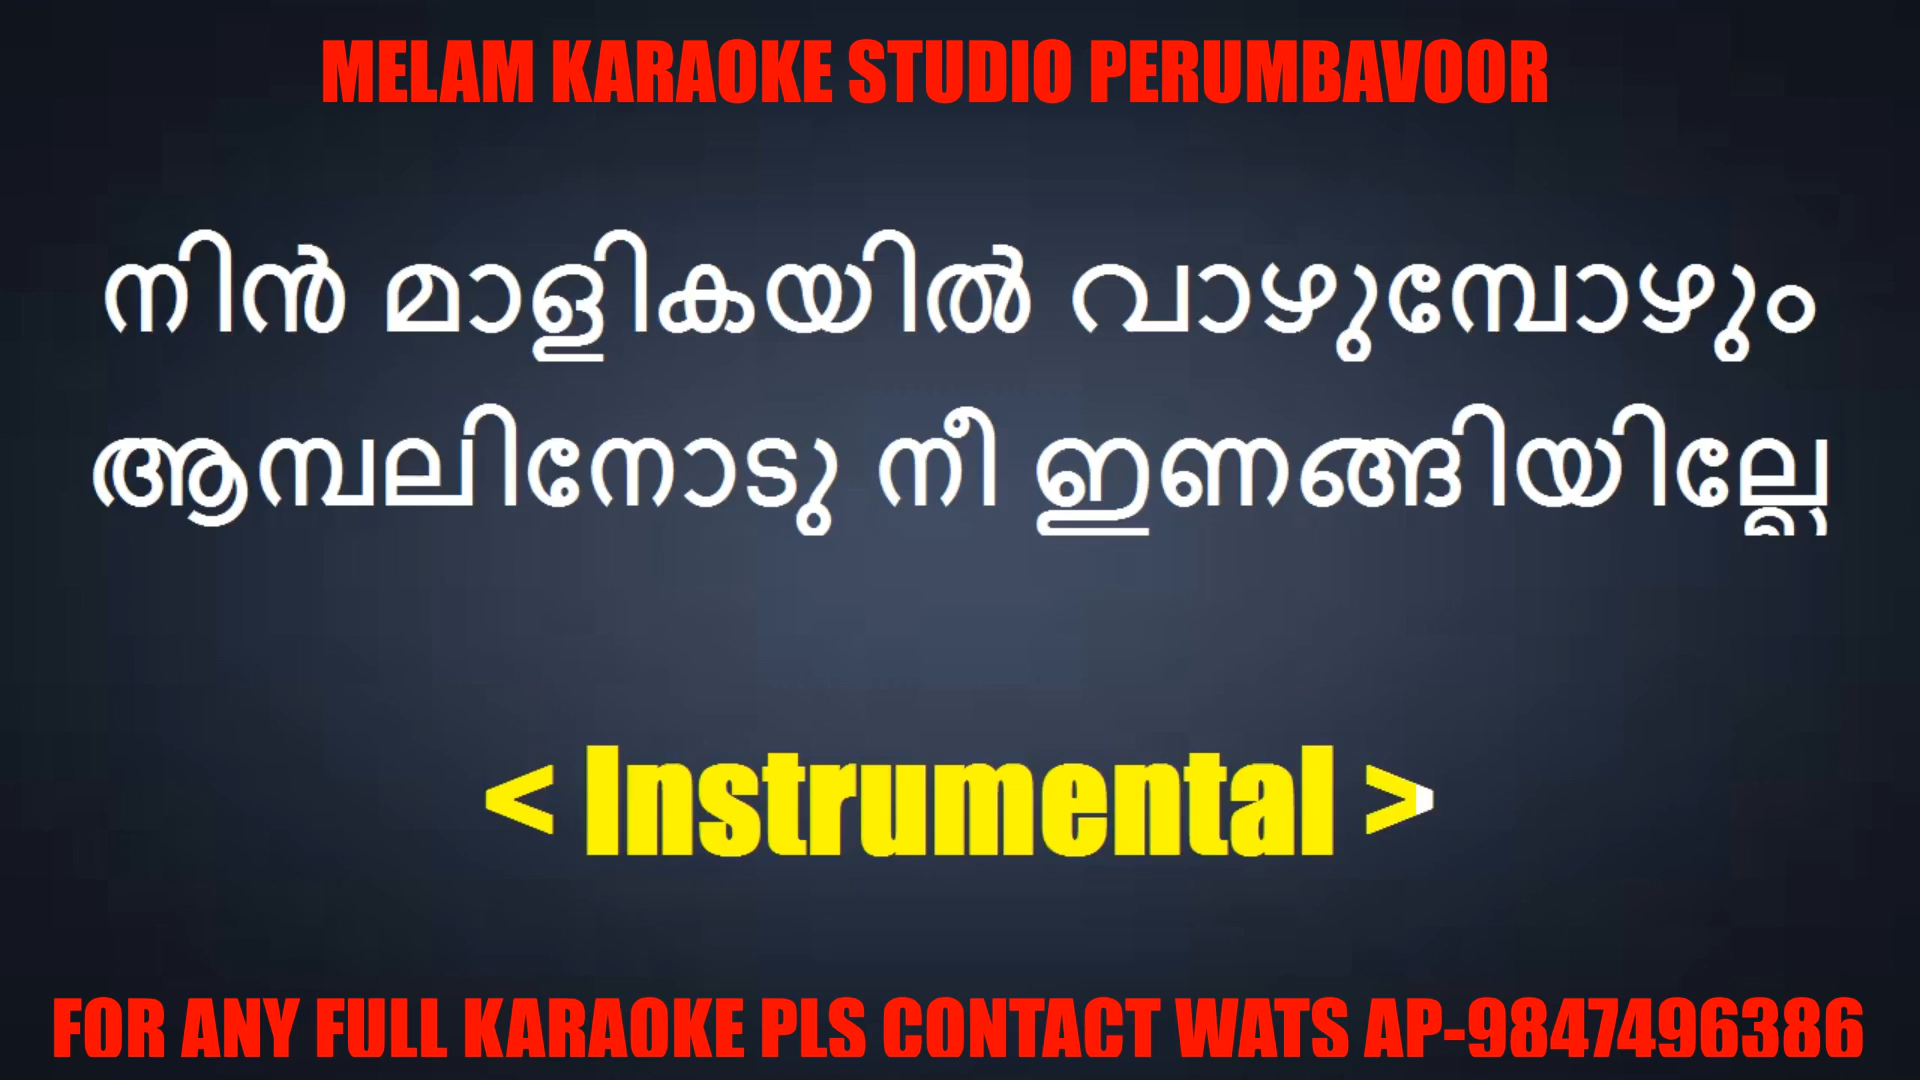 MELAM KARAOKE STUDIO PERUMBAVOOR
നിൻ മാളികയിൽ വാഴുമ്പോഴും
ആമ്പലിനോടു നീ ഇണങ്ങിയില്ലേ
< Instrumental >
FOR ANY FULL KARAOKE PLS CONTACT WATS AP-9847496386